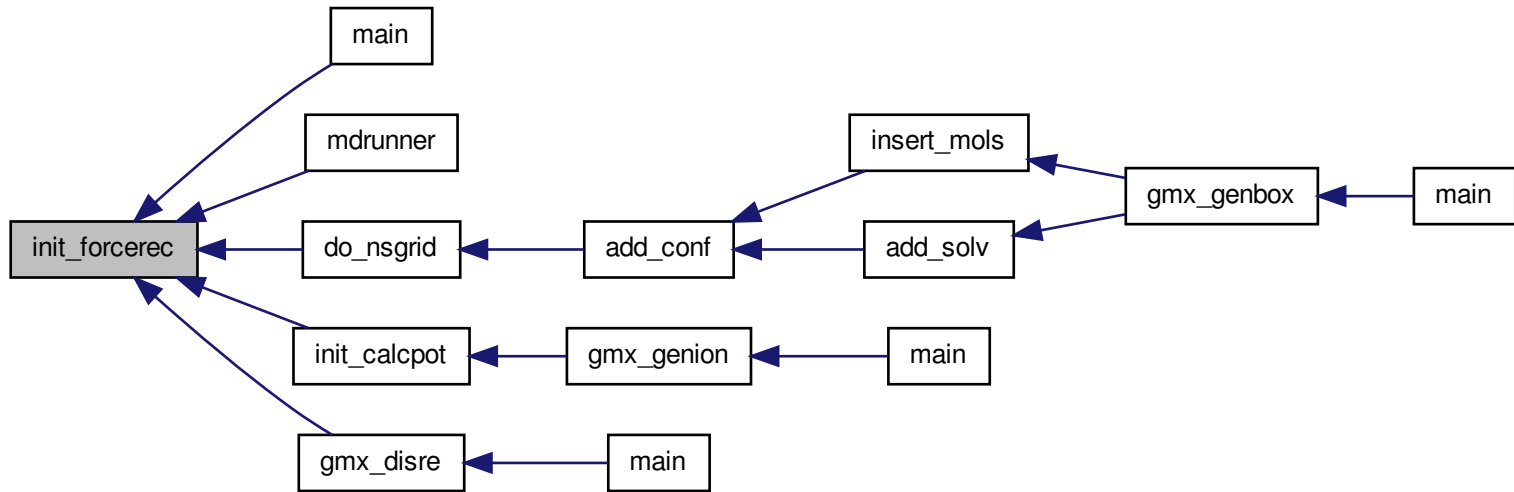 main
mdrunner
insert_mols
gmx_genbox
main
init_forcerec
do_nsgrid
add_conf
add_solv
init_calcpot
gmx_genion
main
gmx_disre
main